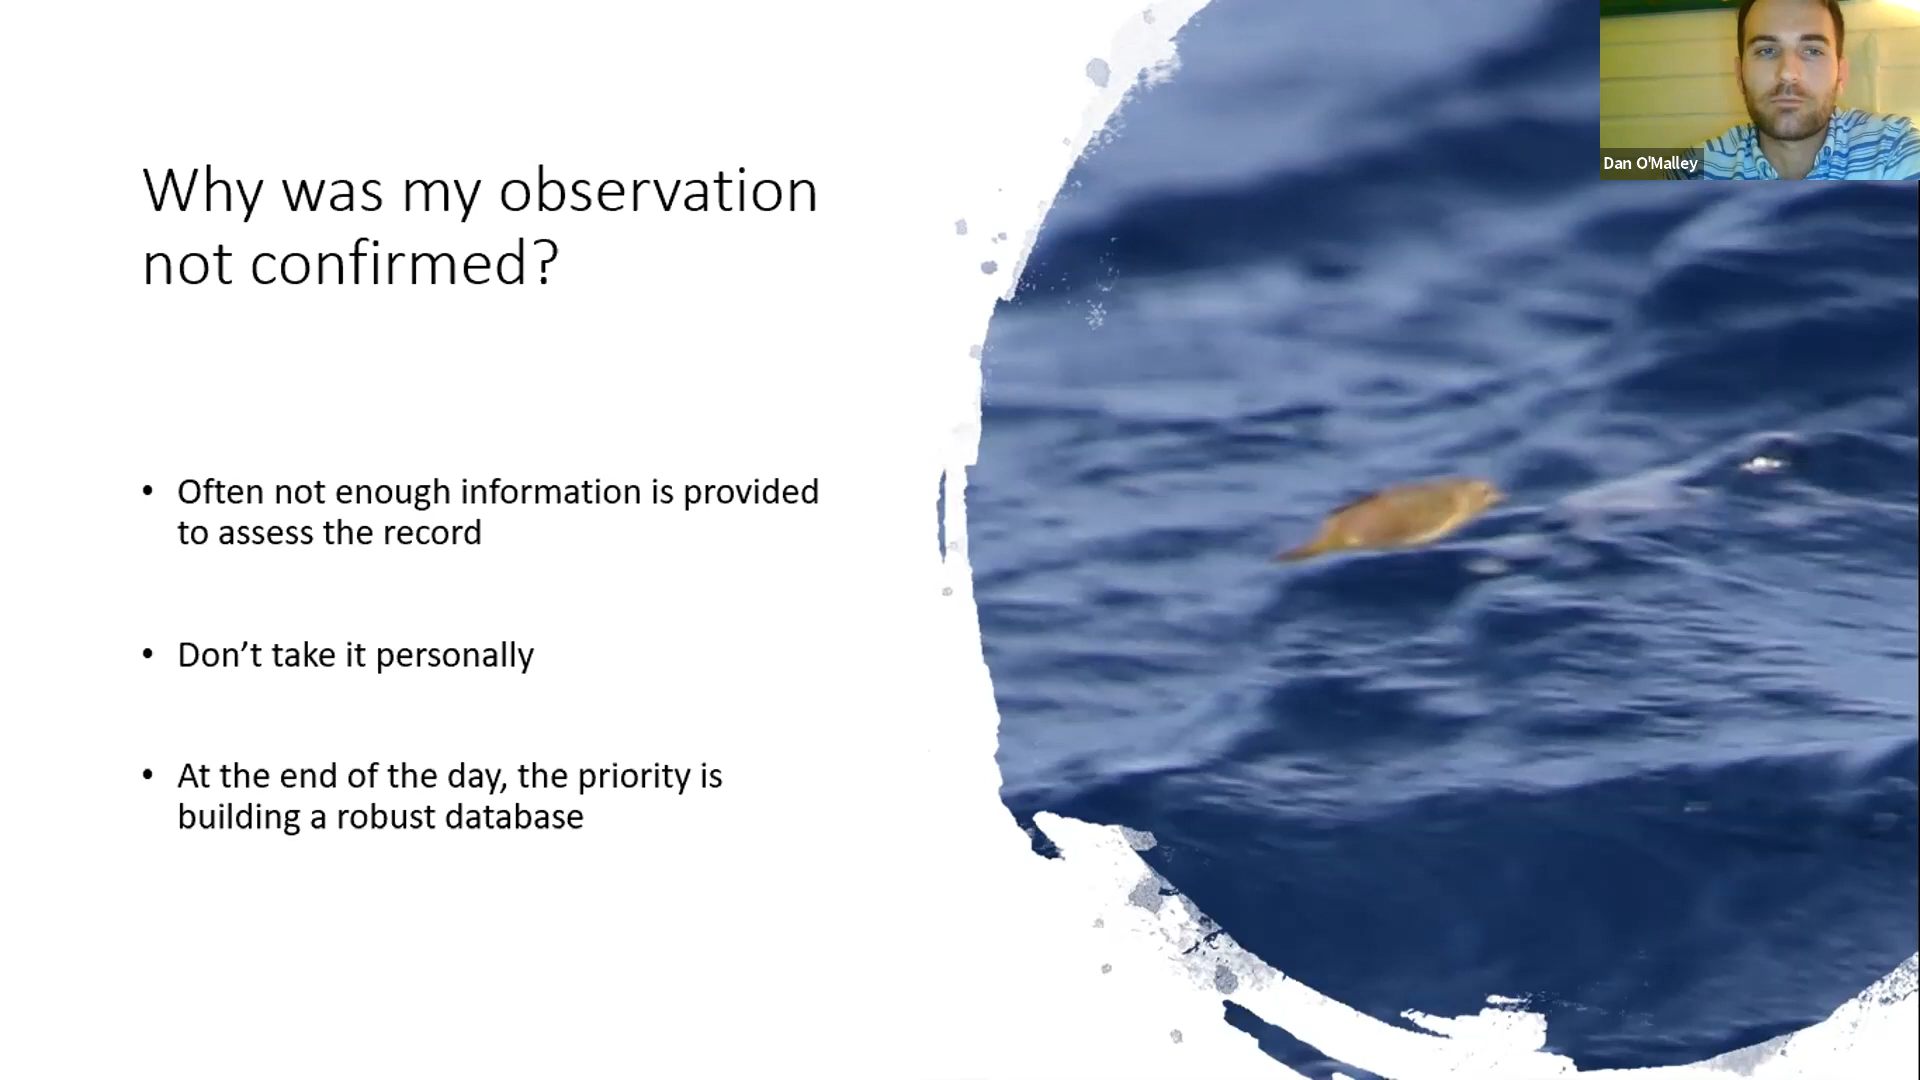 Why was my observation
not confirmed?
• Often not enough information is provided
to assess the record
• Don’t take it personally
• At the end of the day, the priority is
building a robust database
Dan O'Malley